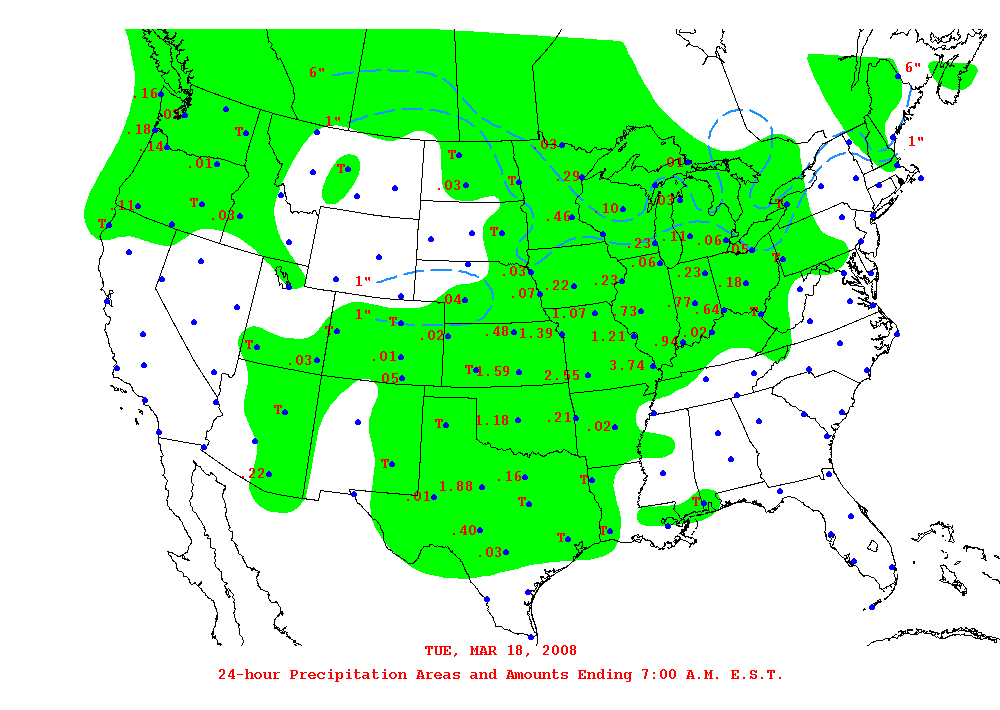 6"
6"
.16
.03
1"
.18
T
1"
.14
.03
T
.01
.01
T
.03
.29
T
T
.11
T
.03
.10
.03
T
T
.46
T
.23
.11
.06
.05
.06
T
.03
.23
1"
.22
.23
.18
.04
.07
.77
1"
1.07
.73
.64
T
T
T
.02
.48
1.39
1.21
.94
.02
T
.03
.01
3.74
T
1.59
2.55
.05
T
T
1.18
.21
.02
T
.22
.16
T
1.88
.01
T
T
.40
T
T
.03
TUE, MAR 18, 2008
24-hour Precipitation Areas and Amounts Ending 7:00 A.M. E.S.T.